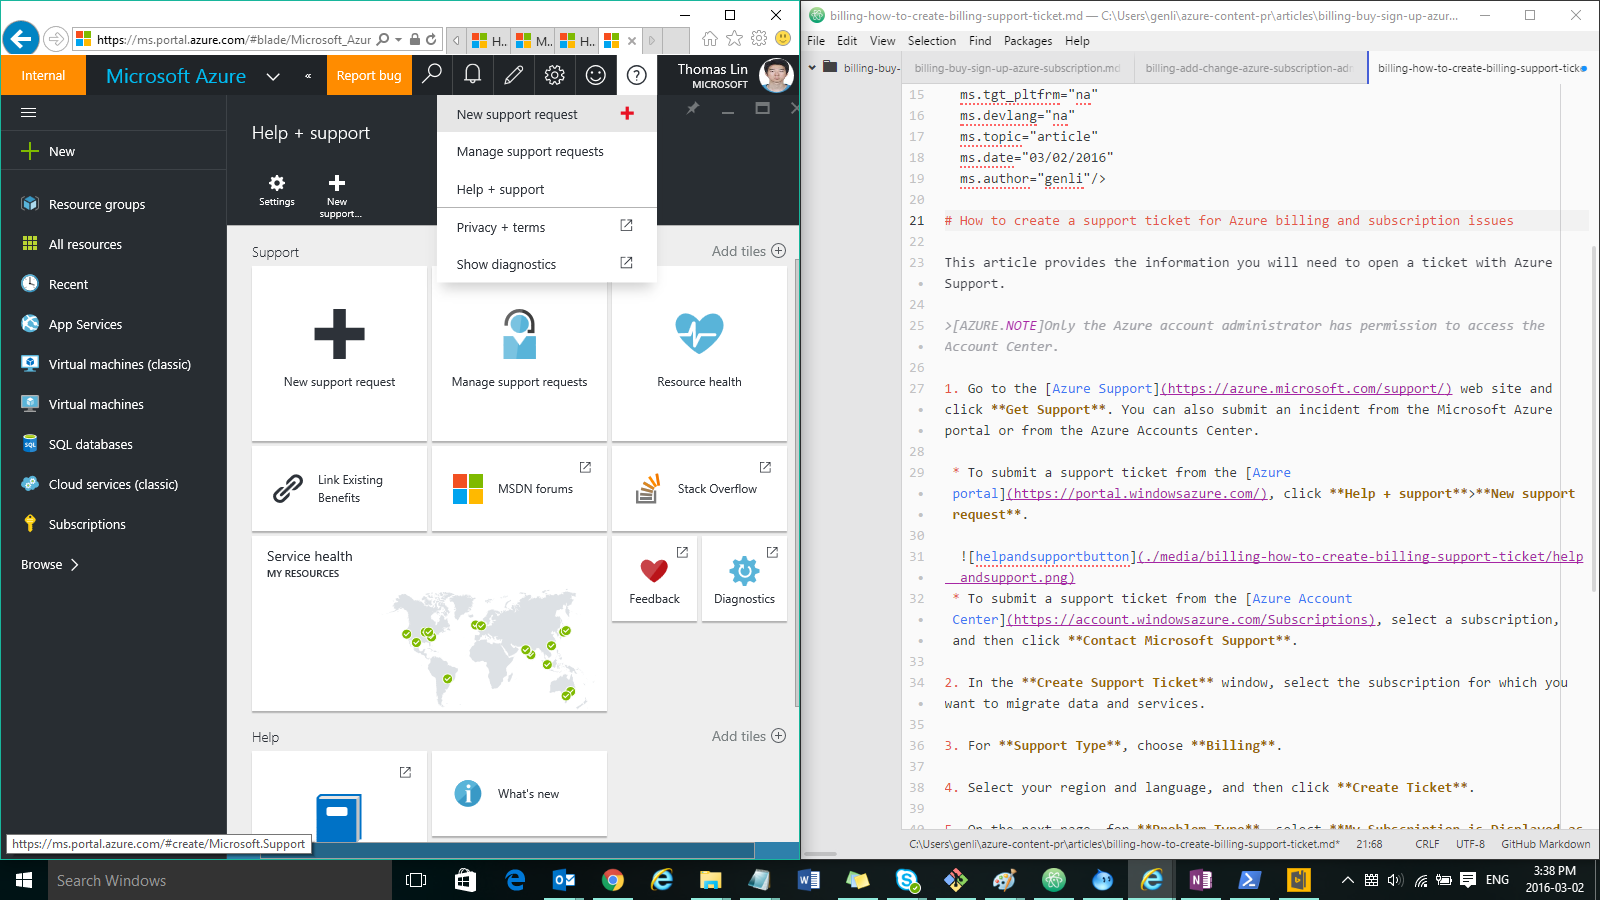 https://ms.portal.azure.com/#blade/Microsoft_Azur
H..
M..
H..
Internal
Microsoft Azure
«
Report bug
Thomas Lin
MICROSOFT
New support request
Manage support requests
Help + support
Privacy + terms
Show diagnostics
New
Resource groups
All resources
Recent
App Services
Virtual machines (classic)
Virtual machines
SQL databases
Cloud services (classic)
Subscriptions
Browse
Help + support
Settings
New
support...
Support
Add tiles
New support request
Manage support requests
Resource health
Link Existing
Benefits
MSDN forums
Stack Overflow
Service health
MY RESOURCES
Feedback
Diagnostics
Help
Add tiles
What's new
https://ms.portal.azure.com/#create/Microsoft.Support
billing-how-to-create-billing-support-ticket.md — C:\Users\genli\azure-content-pr\articles\billing-buy-sign-up-azur...
File Edit View Selection Find Packages Help
billing-buy-
billing-buy-sign-up-azure-subscription.md
billing-add-change-azure-subscription-adm
billing-how-to-create-billing-support-ticke
15 ms.tgt_pltfrm="na"
16 ms.devlang="na"
17 ms.topic="article"
18 ms.date="03/02/2016"
19 ms.author="genli"/>
20
21 # How to create a support ticket for Azure billing and subscription issues
22
23 This article provides the information you will need to open a ticket with Azure
• Support.
24
25 >[AZURE.NOTE]Only the Azure account administrator has permission to access the
• Account Center.
26
27 1. Go to the [Azure Support](https://azure.microsoft.com/support/) web site and
• click **Get Support**. You can also submit an incident from the Microsoft Azure
• portal or from the Azure Accounts Center.
28
29 * To submit a support ticket from the [Azure
• portal](https://portal.windowsazure.com/), click **Help + support**>**New support
• request**.
30
31 ![helpandsupportbutton](./media/billing-how-to-create-billing-support-ticket/help
• andsupport.png)
32 * To submit a support ticket from the [Azure Account
• Center](https://account.windowsazure.com/Subscriptions), select a subscription,
• and then click **Contact Microsoft Support**.
33
34 2. In the **Create Support Ticket** window, select the subscription for which you
• want to migrate data and services.
35
36 3. For **Support Type**, choose **Billing**.
37
38 4. Select your region and language, and then click **Create Ticket**.
39
40 5. On the next page, for **Problem Type**, select **My Subscription is Displayed as
C:\Users\genli\azure-content-pr\articles\billing-how-to-create-billing-support-ticket.md* 21:68 CRLF UTF-8 GitHub Markdown
Search Windows
ENG
3:38 PM
2016-03-02